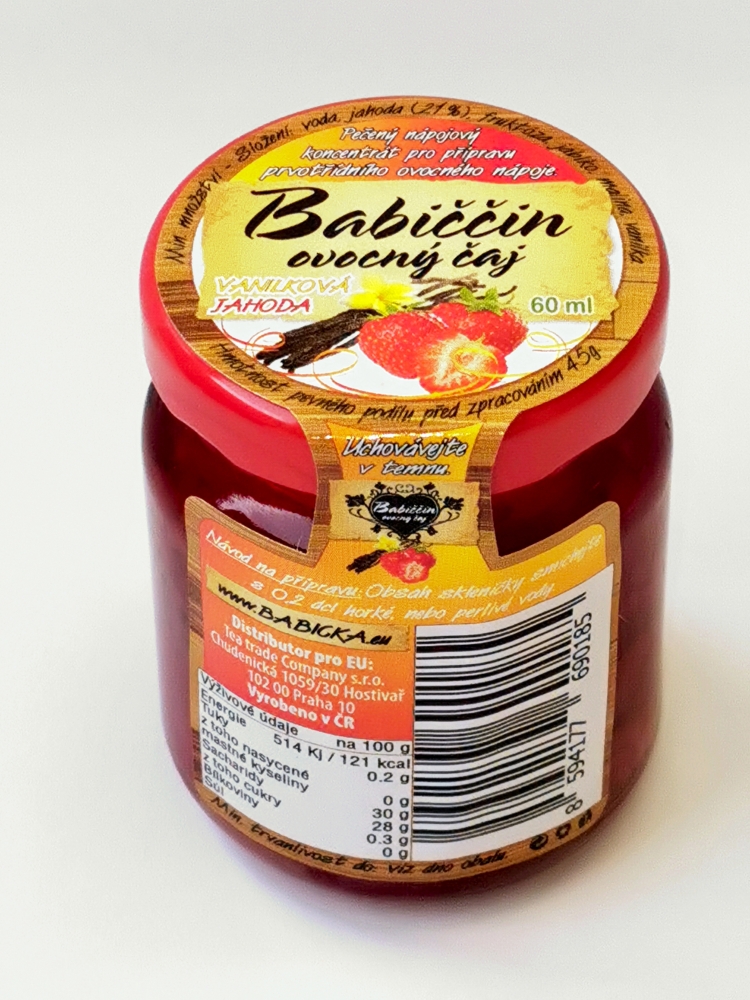 Min. množství - Složení: voda, jahoda (21%), fruktóza, jablko, malina, vanilka
Pečený nápojový
koncentrát pro přípravu
prvotřídního ovocného nápoje.
Babiččin
ovocný čaj
VANILKOVÁ
JAHODA
60 ml
Hmotnost pevného podílu před zpracováním 45g
Uchovávejte
v temnu.
Babiččin
ovocný čaj
Návod na přípravu: Obsah skleničky smíchejte
s 0.2 dcl horké, nebo perlivé vody.
www.BABICKA.eu
Distributor pro EU:
Tea trade Company s.r.o.
Chudenická 1059/30 Hostivař
102 00 Praha 10
Vyrobeno v ČR
Výživové údaje na 100 g
Energie 514 Kj / 121 kcal
Tuky 0.2 g
z toho nasycené
mastné kyseliny 0 g
Sacharidy 30 g
z toho cukry 28 g
Bílkoviny 0.3 g
Sůl 0 g
8 594177 690185
Min. trvanlivost do: viz dno obalu.